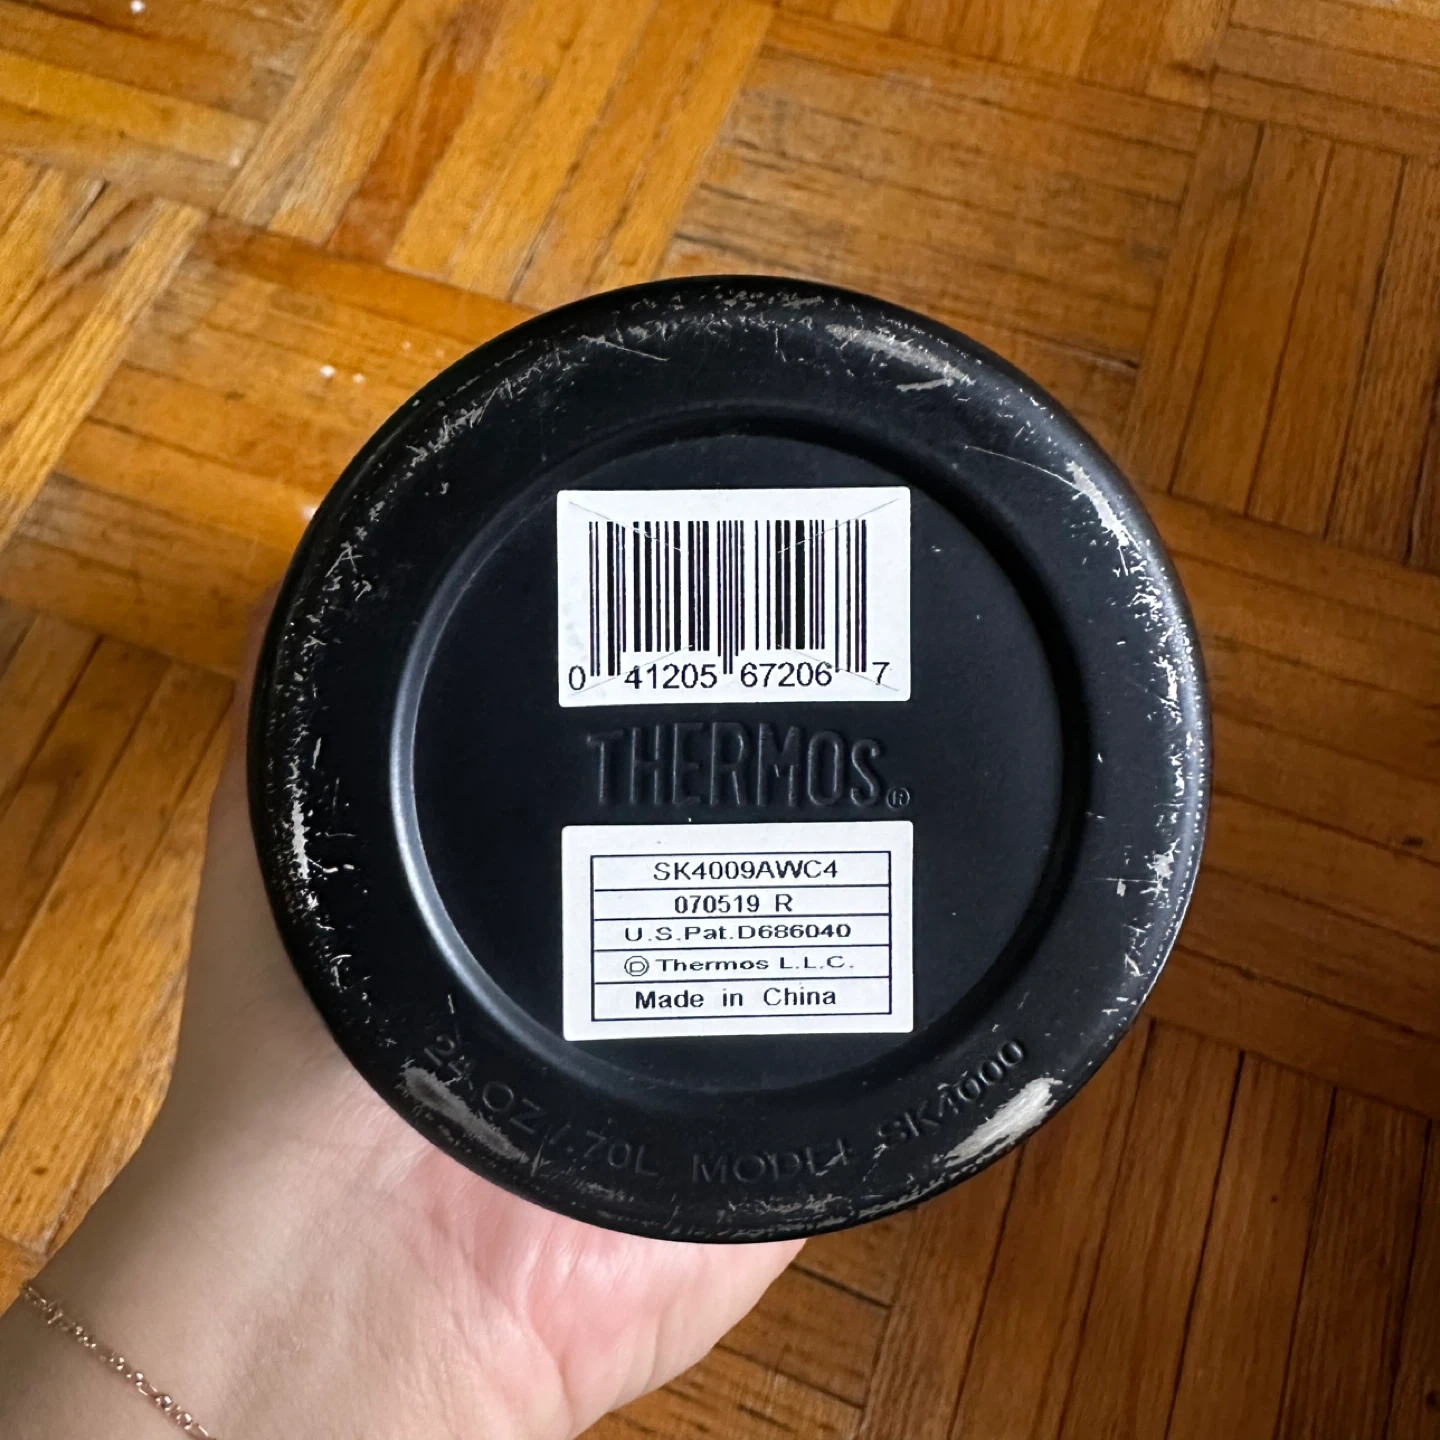 0 41205 67206 7
THERMOS®
SK4009AWC4
070519 R
U.S.Pat.D686040
Ⓟ Thermos L.L.C.
Made in China
24 OZ / .70L MODEL SK4000